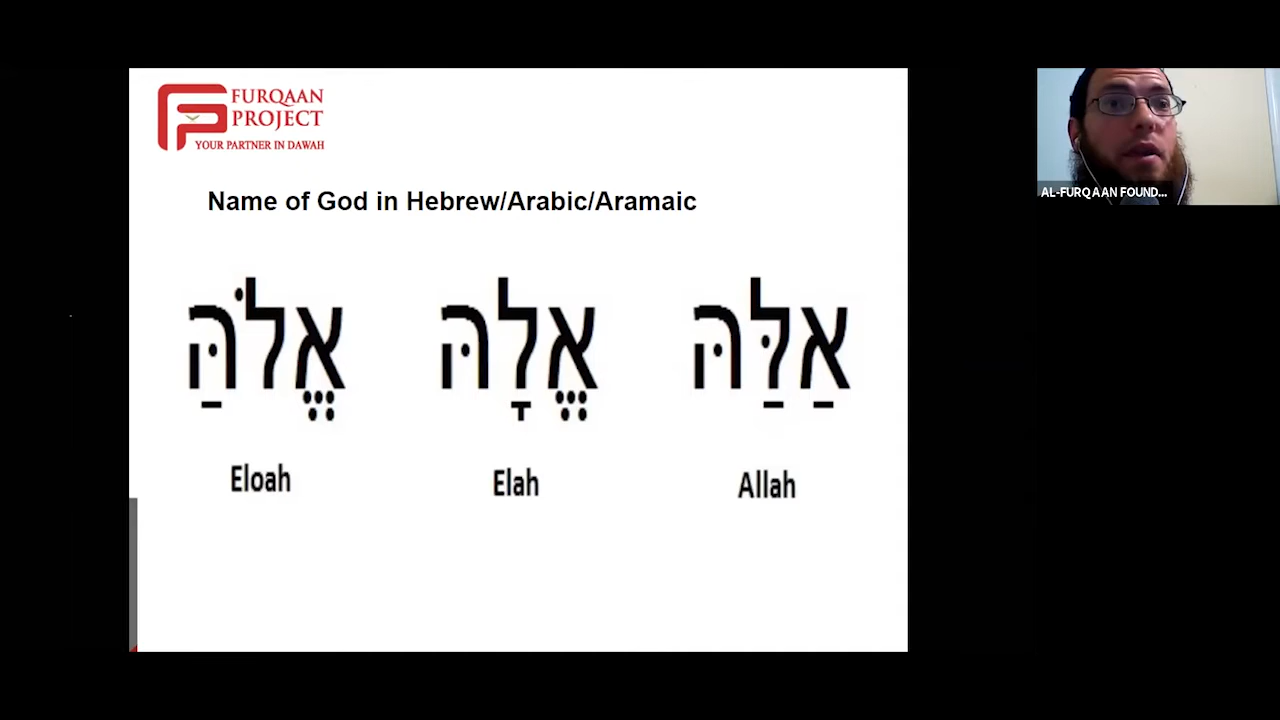 FURQAAN
PROJECT
YOUR PARTNER IN DAWAH
Name of God in Hebrew/Arabic/Aramaic
אֱלֹהַּ אֱלָהּ אַלַּהּ
Eloah Elah Allah
AL-FURQAAN FOUND...